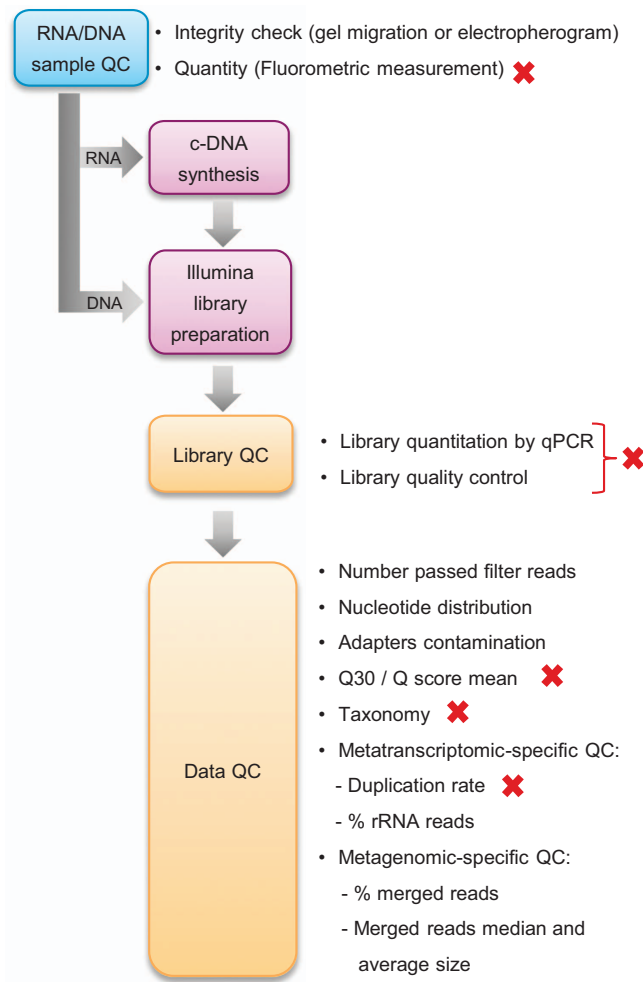 RNA/DNA
sample QC
• Integrity check (gel migration or electropherogram)
• Quantity (Fluorometric measurement)
RNA
c-DNA
synthesis
DNA
Illumina
library
preparation
Library QC
• Library quantitation by qPCR
• Library quality control
Data QC
• Number passed filter reads
• Nucleotide distribution
• Adapters contamination
• Q30 / Q score mean
• Taxonomy
• Metatranscriptomic-specific QC:
- Duplication rate
- % rRNA reads
• Metagenomic-specific QC:
- % merged reads
- Merged reads median and
average size